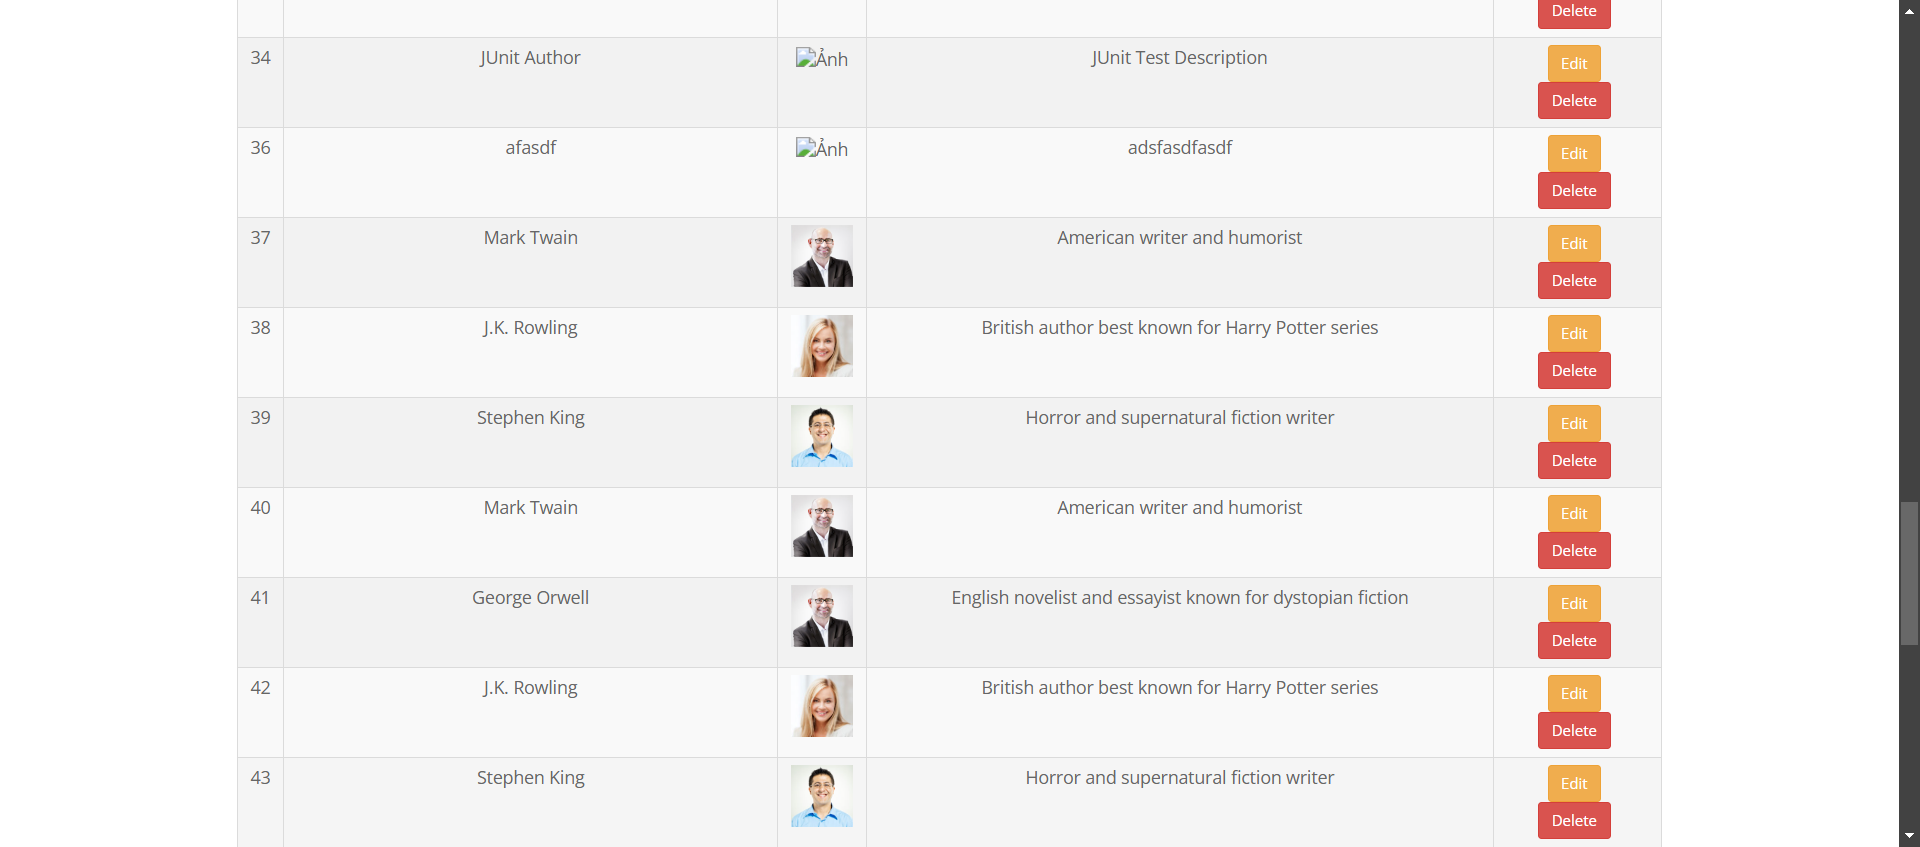 Delete
34 JUnit Author Ảnh JUnit Test Description Edit
Delete
36 afasdf Ảnh adsfasdfasdf Edit
Delete
37 Mark Twain American writer and humorist Edit
Delete
38 J.K. Rowling British author best known for Harry Potter series Edit
Delete
39 Stephen King Horror and supernatural fiction writer Edit
Delete
40 Mark Twain American writer and humorist Edit
Delete
41 George Orwell English novelist and essayist known for dystopian fiction Edit
Delete
42 J.K. Rowling British author best known for Harry Potter series Edit
Delete
43 Stephen King Horror and supernatural fiction writer Edit
Delete